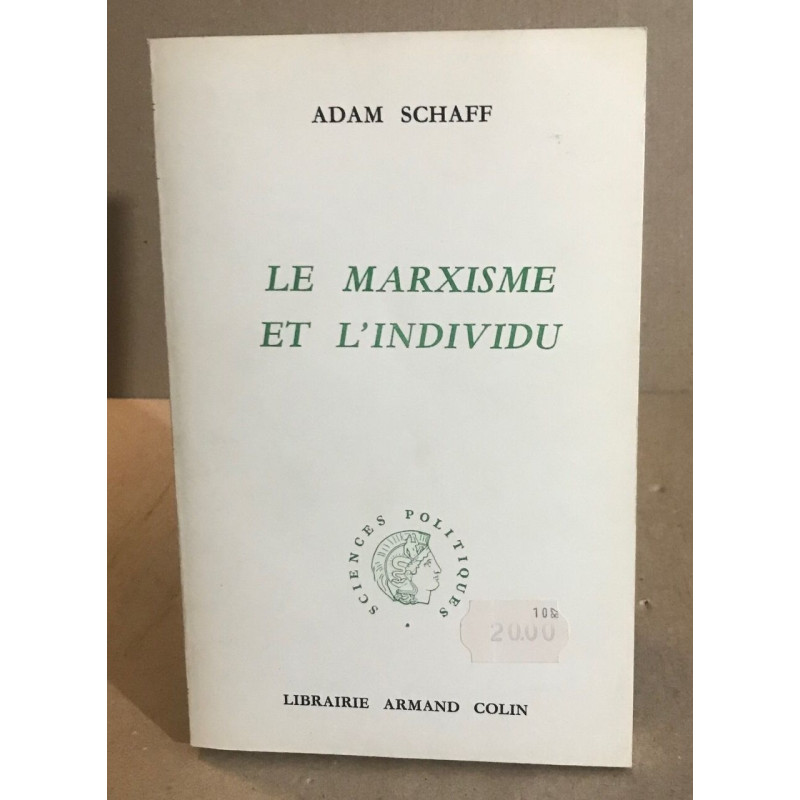 ADAM SCHAFF
LE MARXISME
ET L'INDIVIDU
SCIENCES POLITIQUES
20.00
LIBRAIRIE ARMAND COLIN